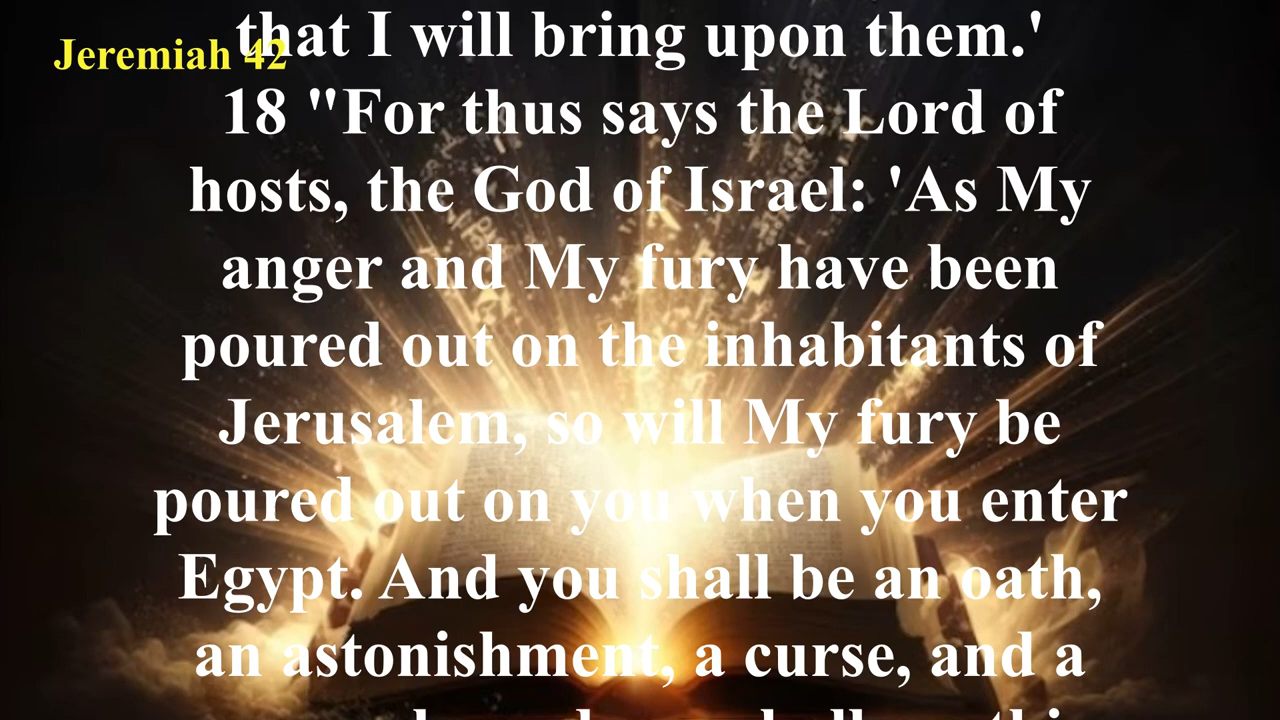 Jeremiah 42
that I will bring upon them.'
18 "For thus says the Lord of
hosts, the God of Israel: 'As My
anger and My fury have been
poured out on the inhabitants of
Jerusalem, so will My fury be
poured out on you when you enter
Egypt. And you shall be an oath,
an astonishment, a curse, and a